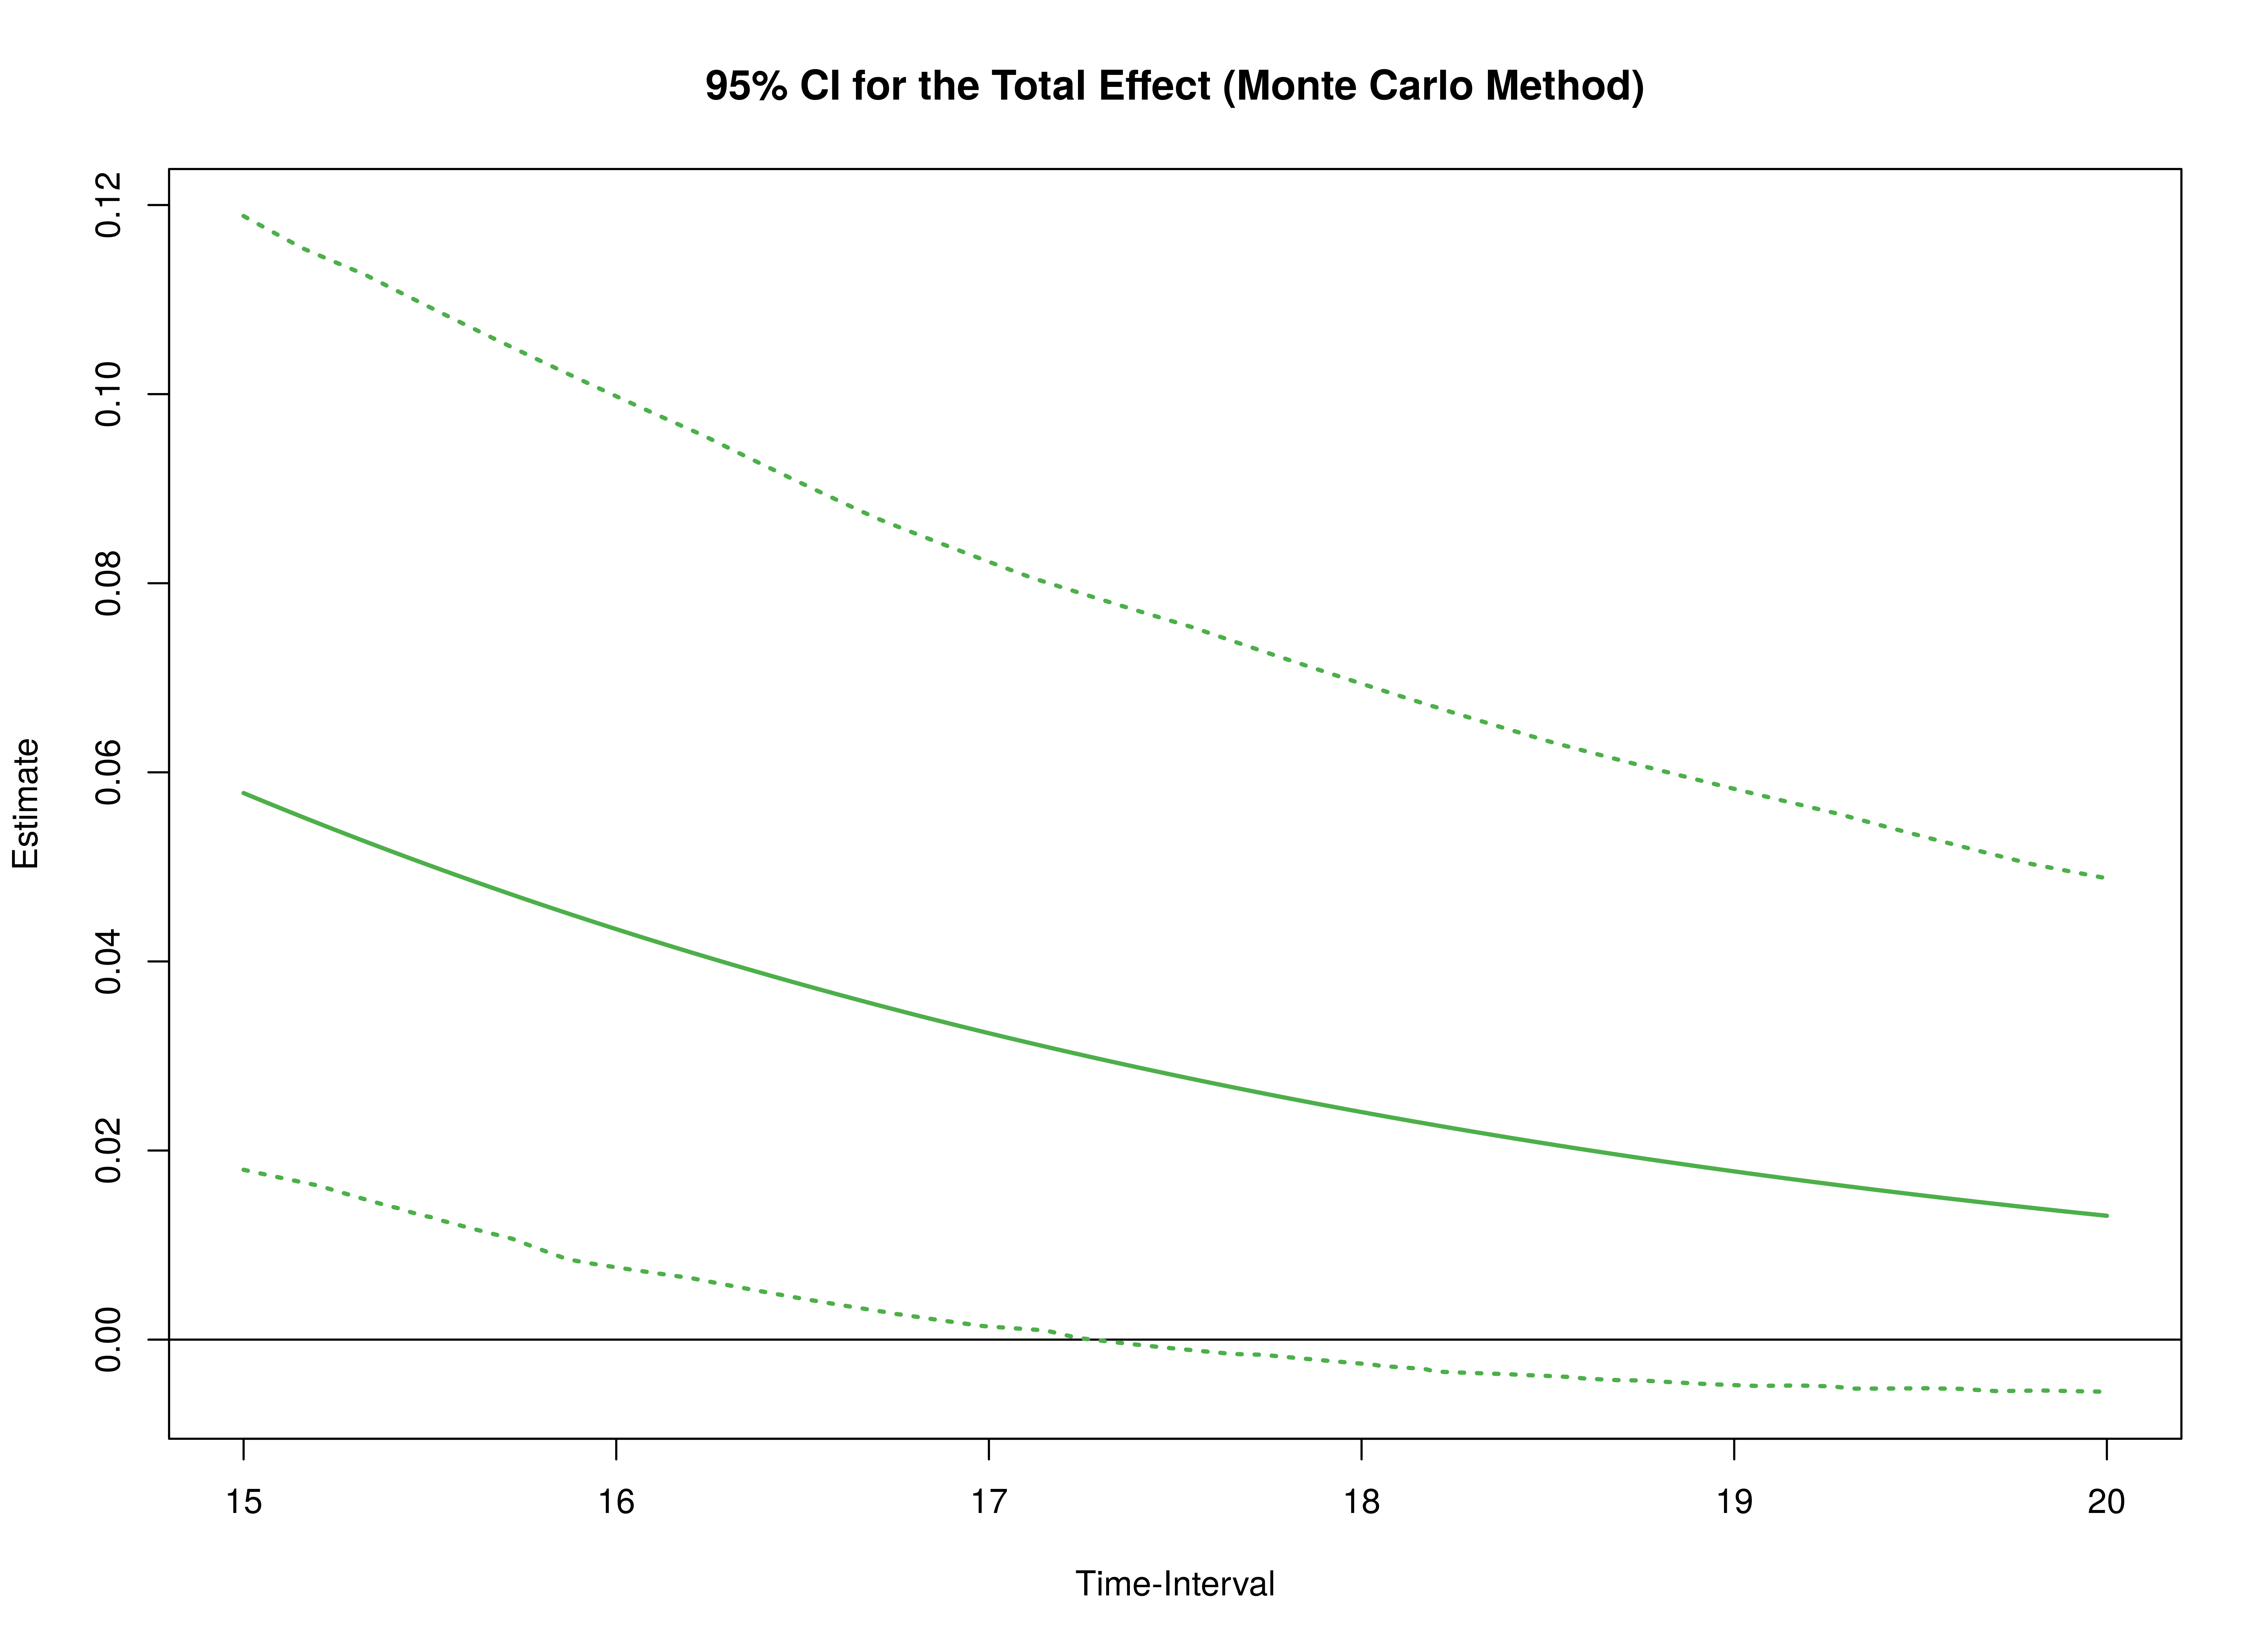 95% CI for the Total Effect (Monte Carlo Method)
Estimate
0.12
0.10
0.08
0.06
0.04
0.02
0.00
15 16 17 18 19 20
Time-Interval